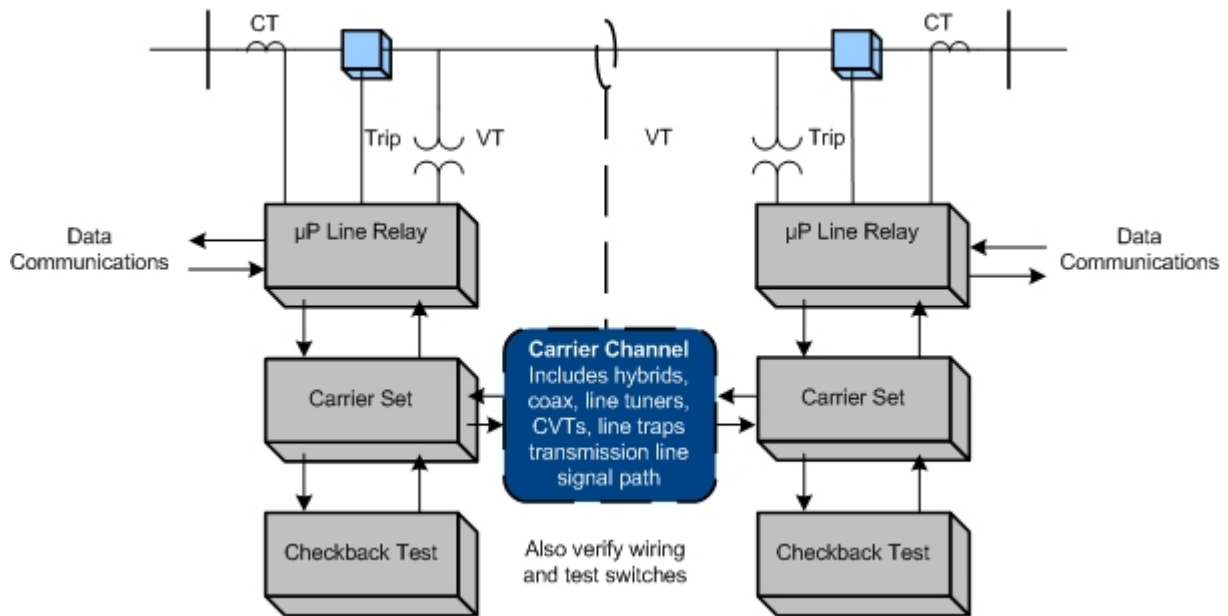 CT
CT
Trip
VT
VT
Trip
Data
Communications
µP Line Relay
µP Line Relay
Data
Communications
Carrier Set
Carrier Channel
Includes hybrids,
coax, line tuners,
CVTs, line traps
transmission line
signal path
Carrier Set
Checkback Test
Also verify wiring
and test switches
Checkback Test